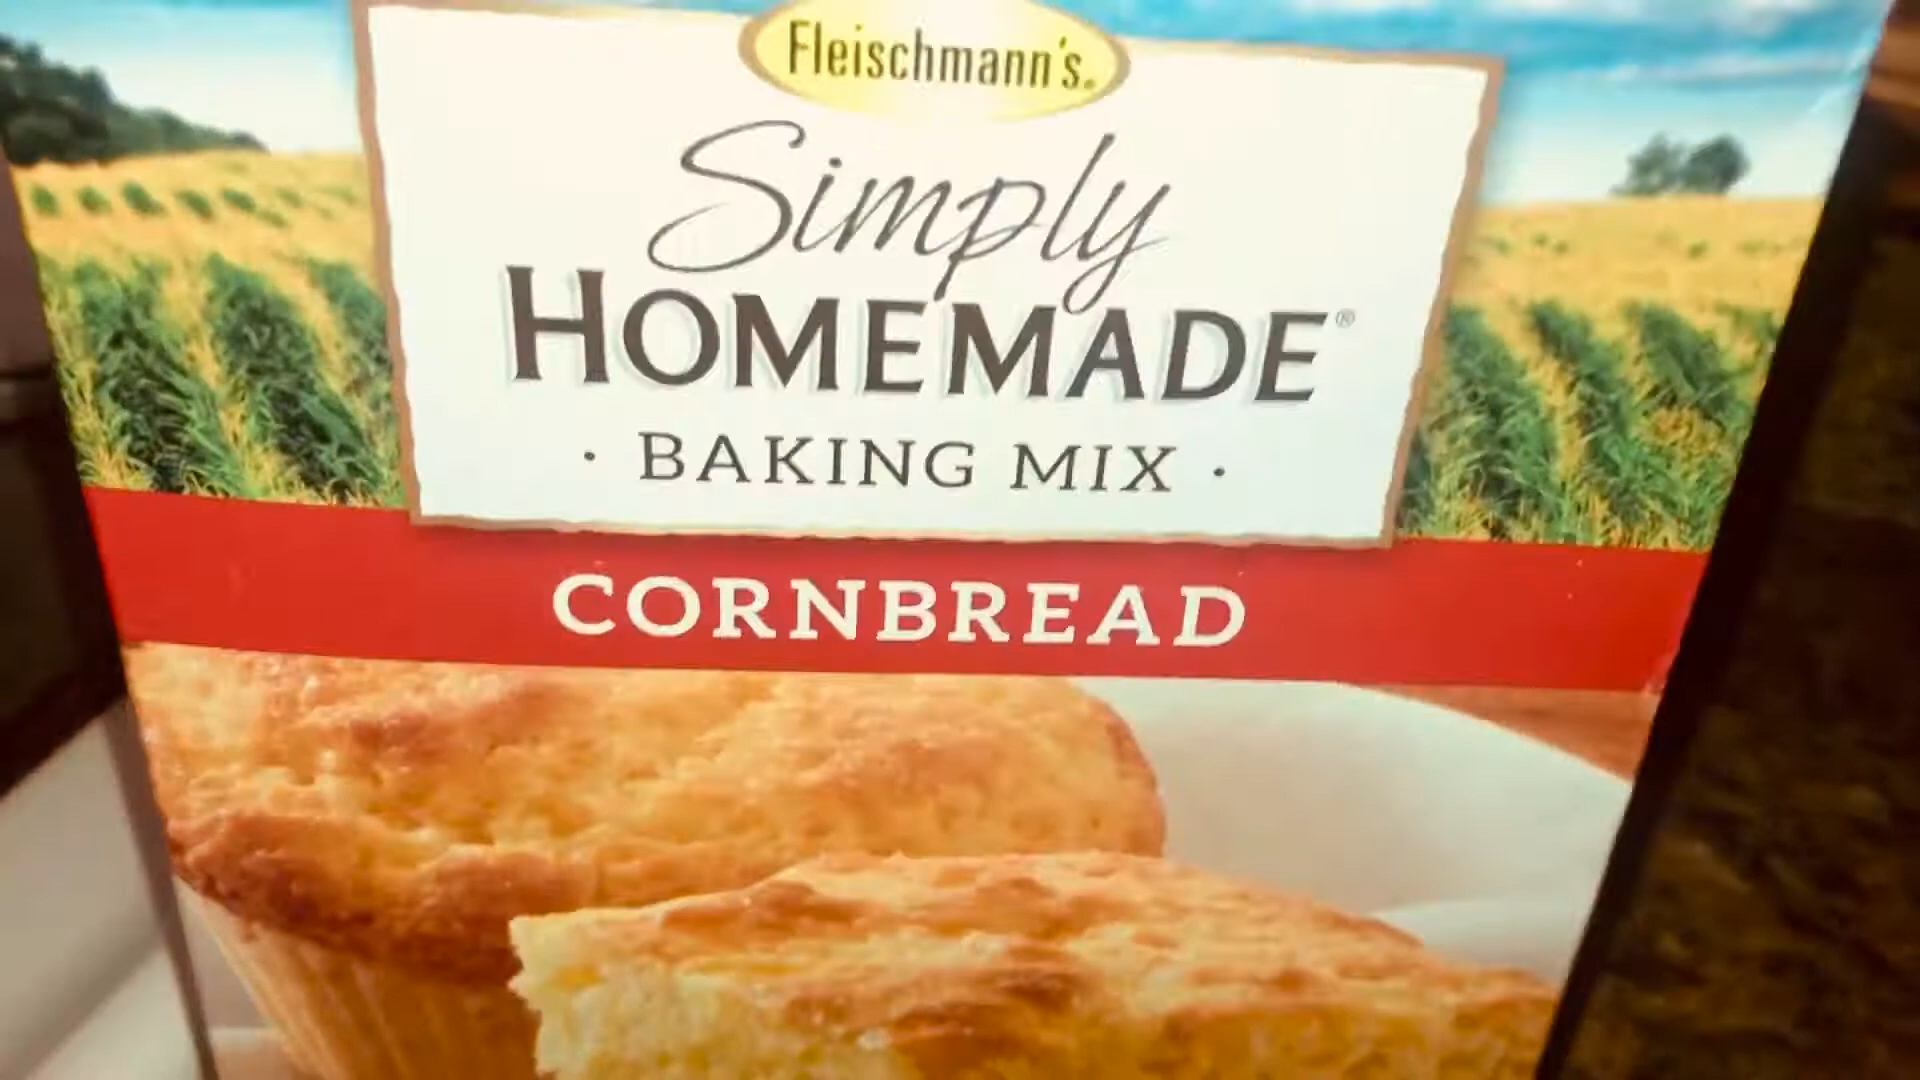 Fleischmann's®
Simply
HOMEMADE®
· BAKING MIX ·
CORNBREAD